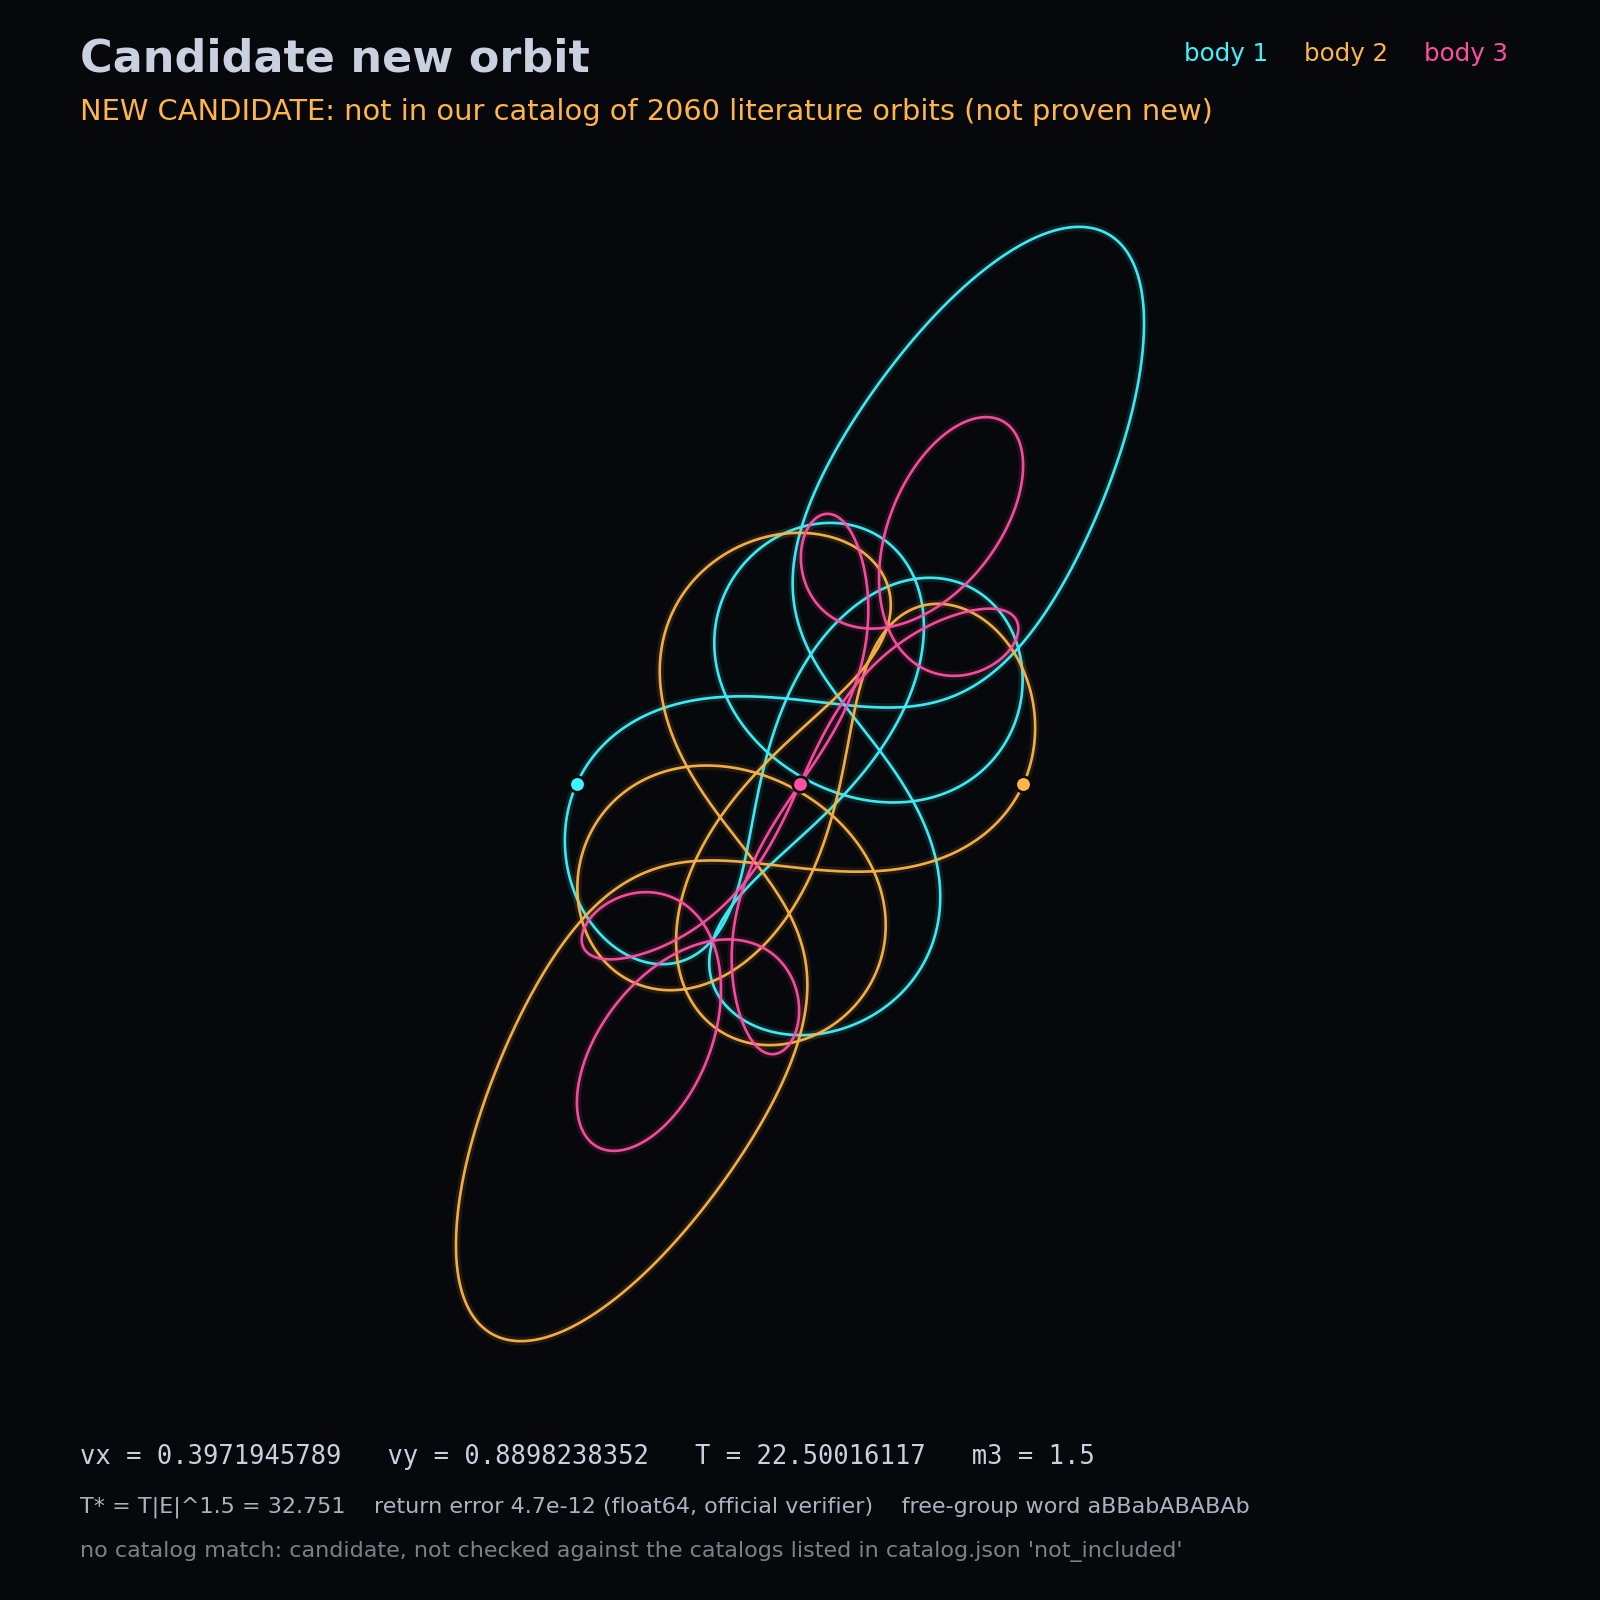 Candidate new orbit
body 1 body 2 body 3
NEW CANDIDATE: not in our catalog of 2060 literature orbits (not proven new)
vx = 0.3971945789 vy = 0.8898238352 T = 22.50016117 m3 = 1.5
T* = T|E|^1.5 = 32.751 return error 4.7e-12 (float64, official verifier) free-group word aBBabABABAb
no catalog match: candidate, not checked against the catalogs listed in catalog.json 'not_included'